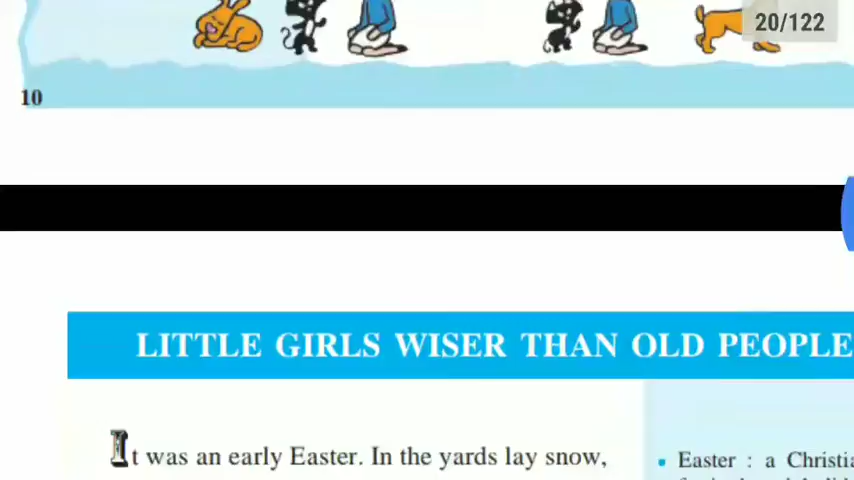 20/122
10
LITTLE GIRLS WISER THAN OLD PEOPLE
It was an early Easter. In the yards lay snow,
• Easter : a Christia